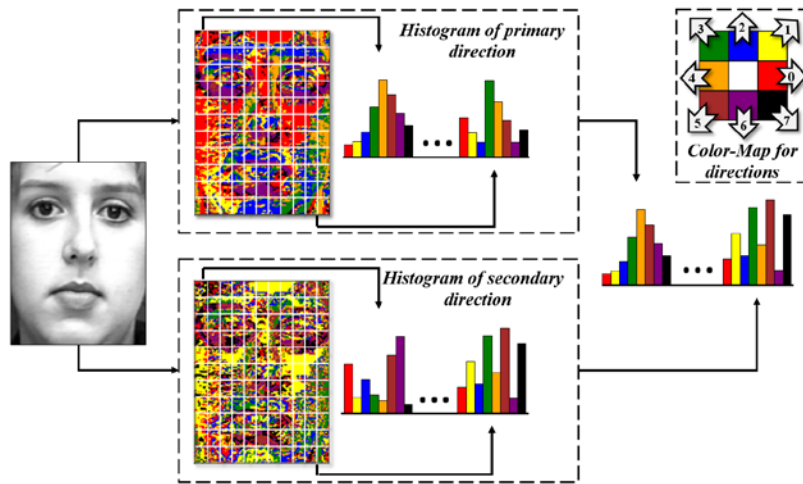 Histogram of primary
direction
3
2
1
4
0
5
6
7
Color-Map for
directions
Histogram of secondary
direction